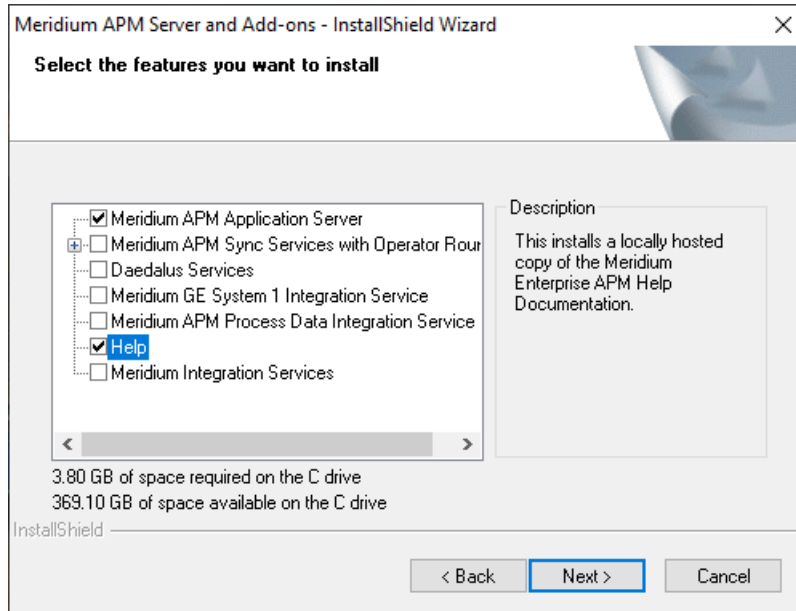 Meridium APM Server and Add-ons - InstallShield Wizard
Select the features you want to install
Meridium APM Application Server
Meridium APM Sync Services with Operator Roun
Daedalus Services
Meridium GE System 1 Integration Service
Meridium APM Process Data Integration Service
Help
Meridium Integration Services
Description
This installs a locally hosted
copy of the Meridium
Enterprise APM Help
Documentation.
3.80 GB of space required on the C drive
369.10 GB of space available on the C drive
InstallShield
< Back
Next >
Cancel